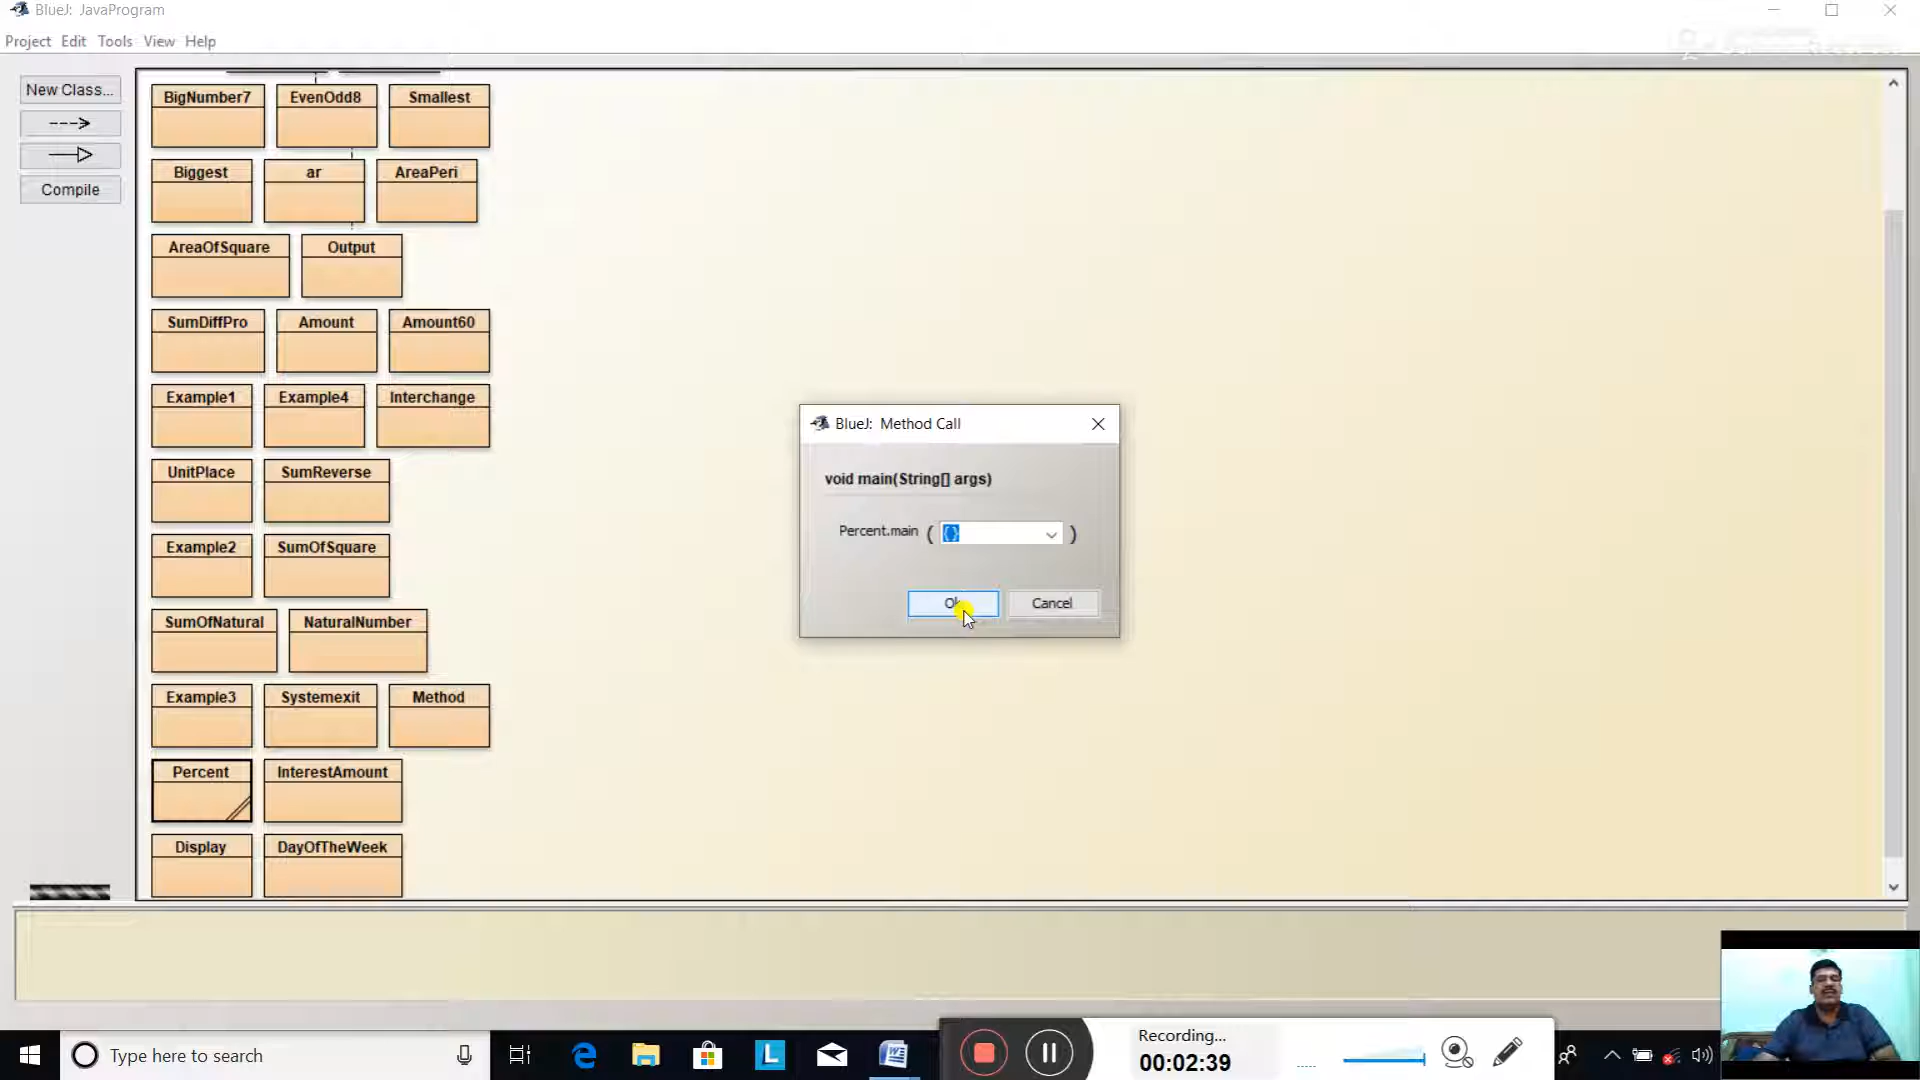 BlueJ: JavaProgram
Project Edit Tools View Help
New Class...
Compile
BigNumber7 EvenOdd8 Smallest
Biggest ar AreaPeri
AreaOfSquare Output
SumDiffPro Amount Amount60
Example1 Example4 Interchange
UnitPlace SumReverse
Example2 SumOfSquare
SumOfNatural NaturalNumber
Example3 Systemexit Method
Percent InterestAmount
Display DayOfTheWeek
BlueJ: Method Call
void main(String[] args)
Percent.main ( {} )
Ok Cancel
Type here to search
Recording...
00:02:39